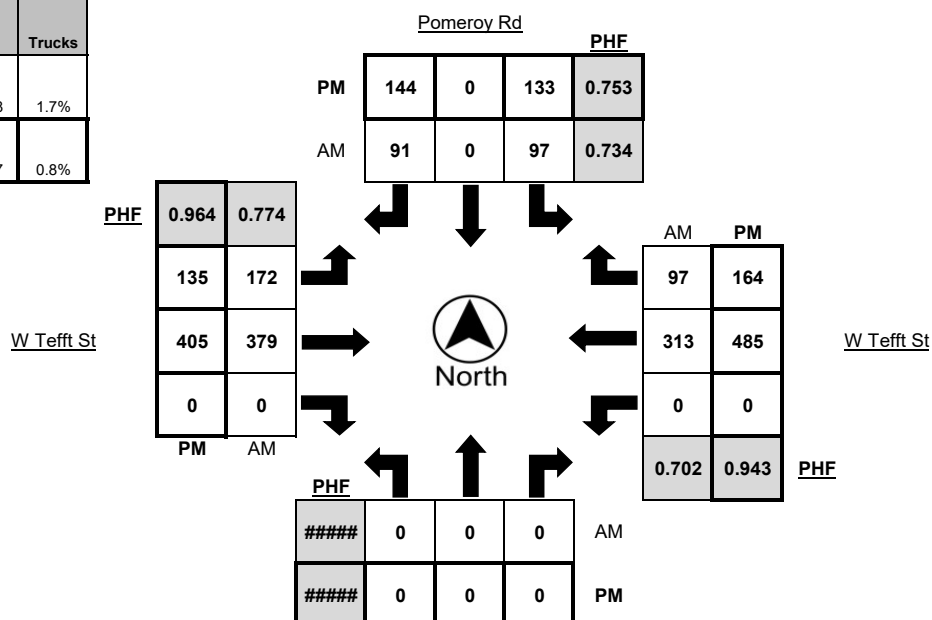 Pomeroy Rd
Trucks
PHF
PM 144 0 133 0.753
8 1.7%
AM 91 0 97 0.734
7 0.8%
PHF 0.964 0.774
AM PM
135 172
97 164
W Tefft St 405 379
313 485 W Tefft St
North
0 0
0 0
PM AM
0.702 0.943 PHF
PHF
##### 0 0 0 AM
##### 0 0 0 PM